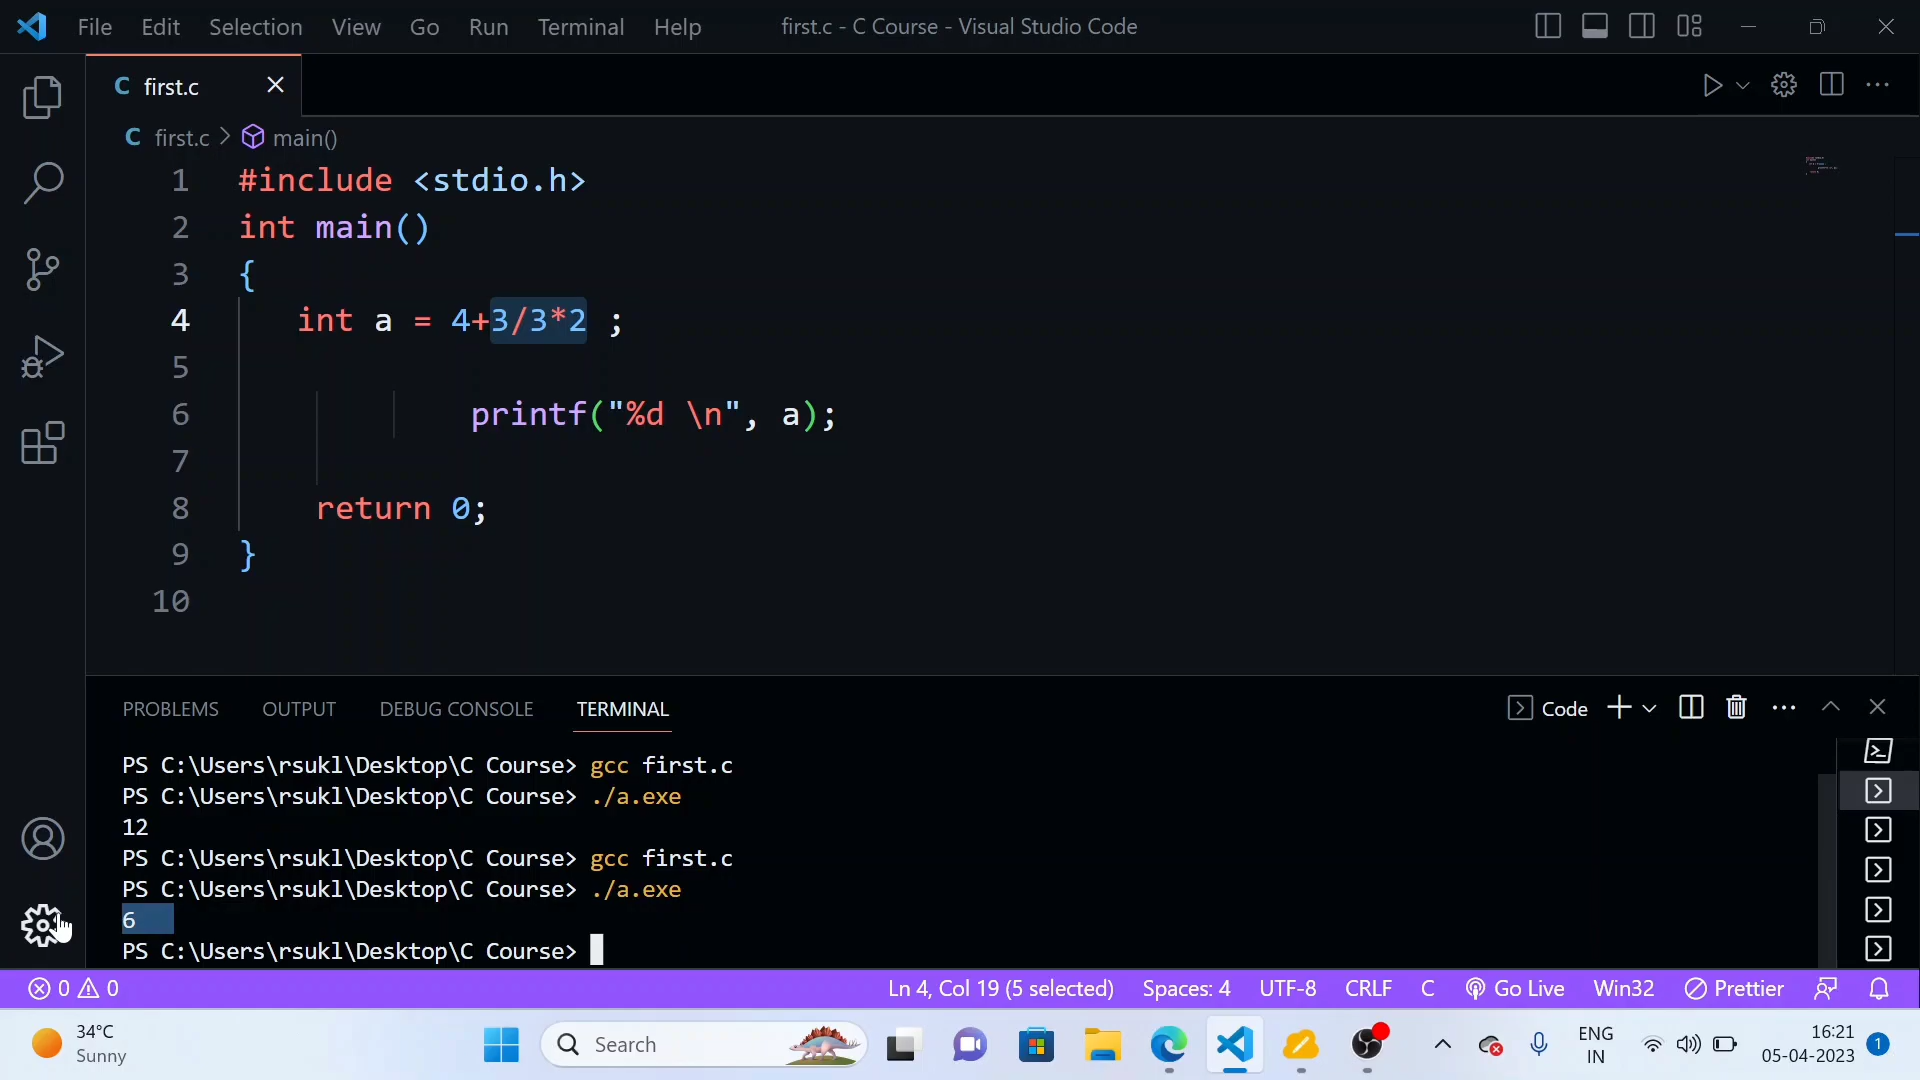 File Edit Selection View Go Run Terminal Help first.c - C Course - Visual Studio Code
C first.c
C first.c > main()
1 #include <stdio.h>
2 int main()
3 {
4 int a = 4+3/3*2 ;
5
6 printf("%d \n", a);
7
8 return 0;
9 }
10
PROBLEMS OUTPUT DEBUG CONSOLE TERMINAL Code
PS C:\Users\rsukl\Desktop\C Course> gcc first.c
PS C:\Users\rsukl\Desktop\C Course> ./a.exe
12
PS C:\Users\rsukl\Desktop\C Course> gcc first.c
PS C:\Users\rsukl\Desktop\C Course> ./a.exe
6
PS C:\Users\rsukl\Desktop\C Course>
0 0 Ln 4, Col 19 (5 selected) Spaces: 4 UTF-8 CRLF C Go Live Win32 Prettier
34°C
Sunny
Search
ENG
IN
16:21
05-04-2023
1